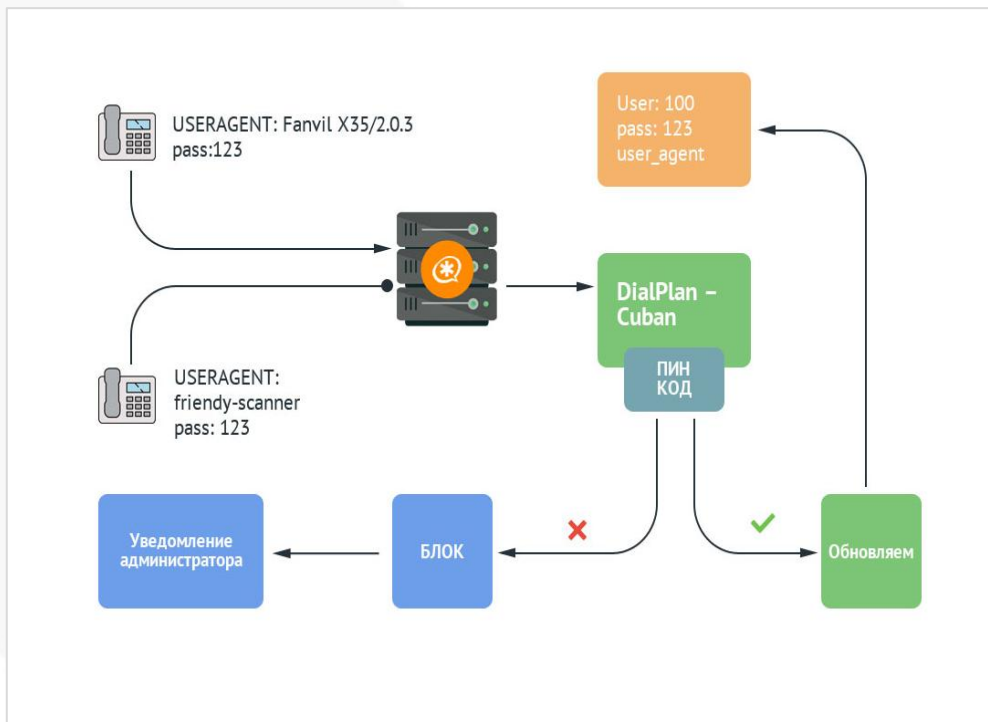 USERAGENT: Fanvil X35/2.0.3
pass:123
User: 100
pass: 123
user_agent
DialPlan –
Cuban
ПИН
КОД
USERAGENT:
friendy-scanner
pass: 123
Уведомление
администратора
БЛОК
Обновляем